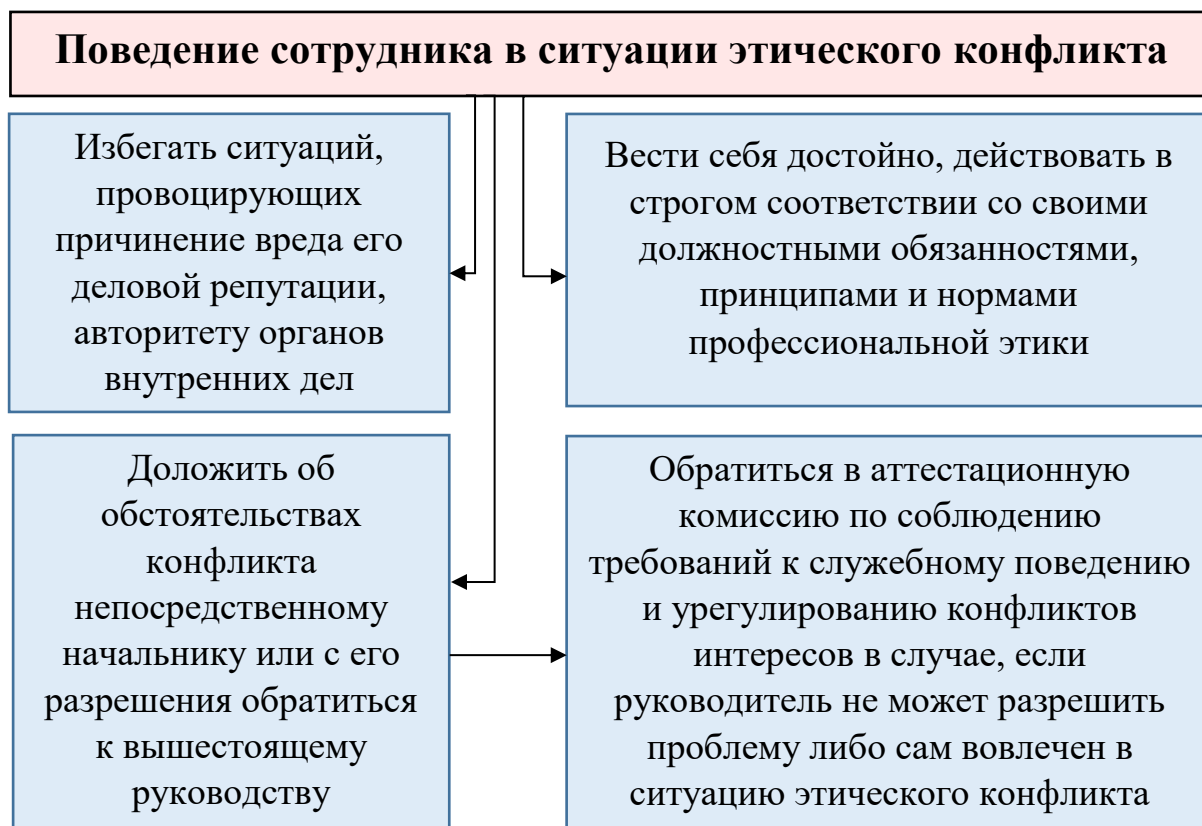 Поведение сотрудника в ситуации этического конфликта
Избегать ситуаций,
провоцирующих
причинение вреда его
деловой репутации,
авторитету органов
внутренних дел
Вести себя достойно, действовать в
строгом соответствии со своими
должностными обязанностями,
принципами и нормами
профессиональной этики
Доложить об
обстоятельствах
конфликта
непосредственному
начальнику или с его
разрешения обратиться
к вышестоящему
руководству
Обратиться в аттестационную
комиссию по соблюдению
требований к служебному поведению
и урегулированию конфликтов
интересов в случае, если
руководитель не может разрешить
проблему либо сам вовлечен в
ситуацию этического конфликта